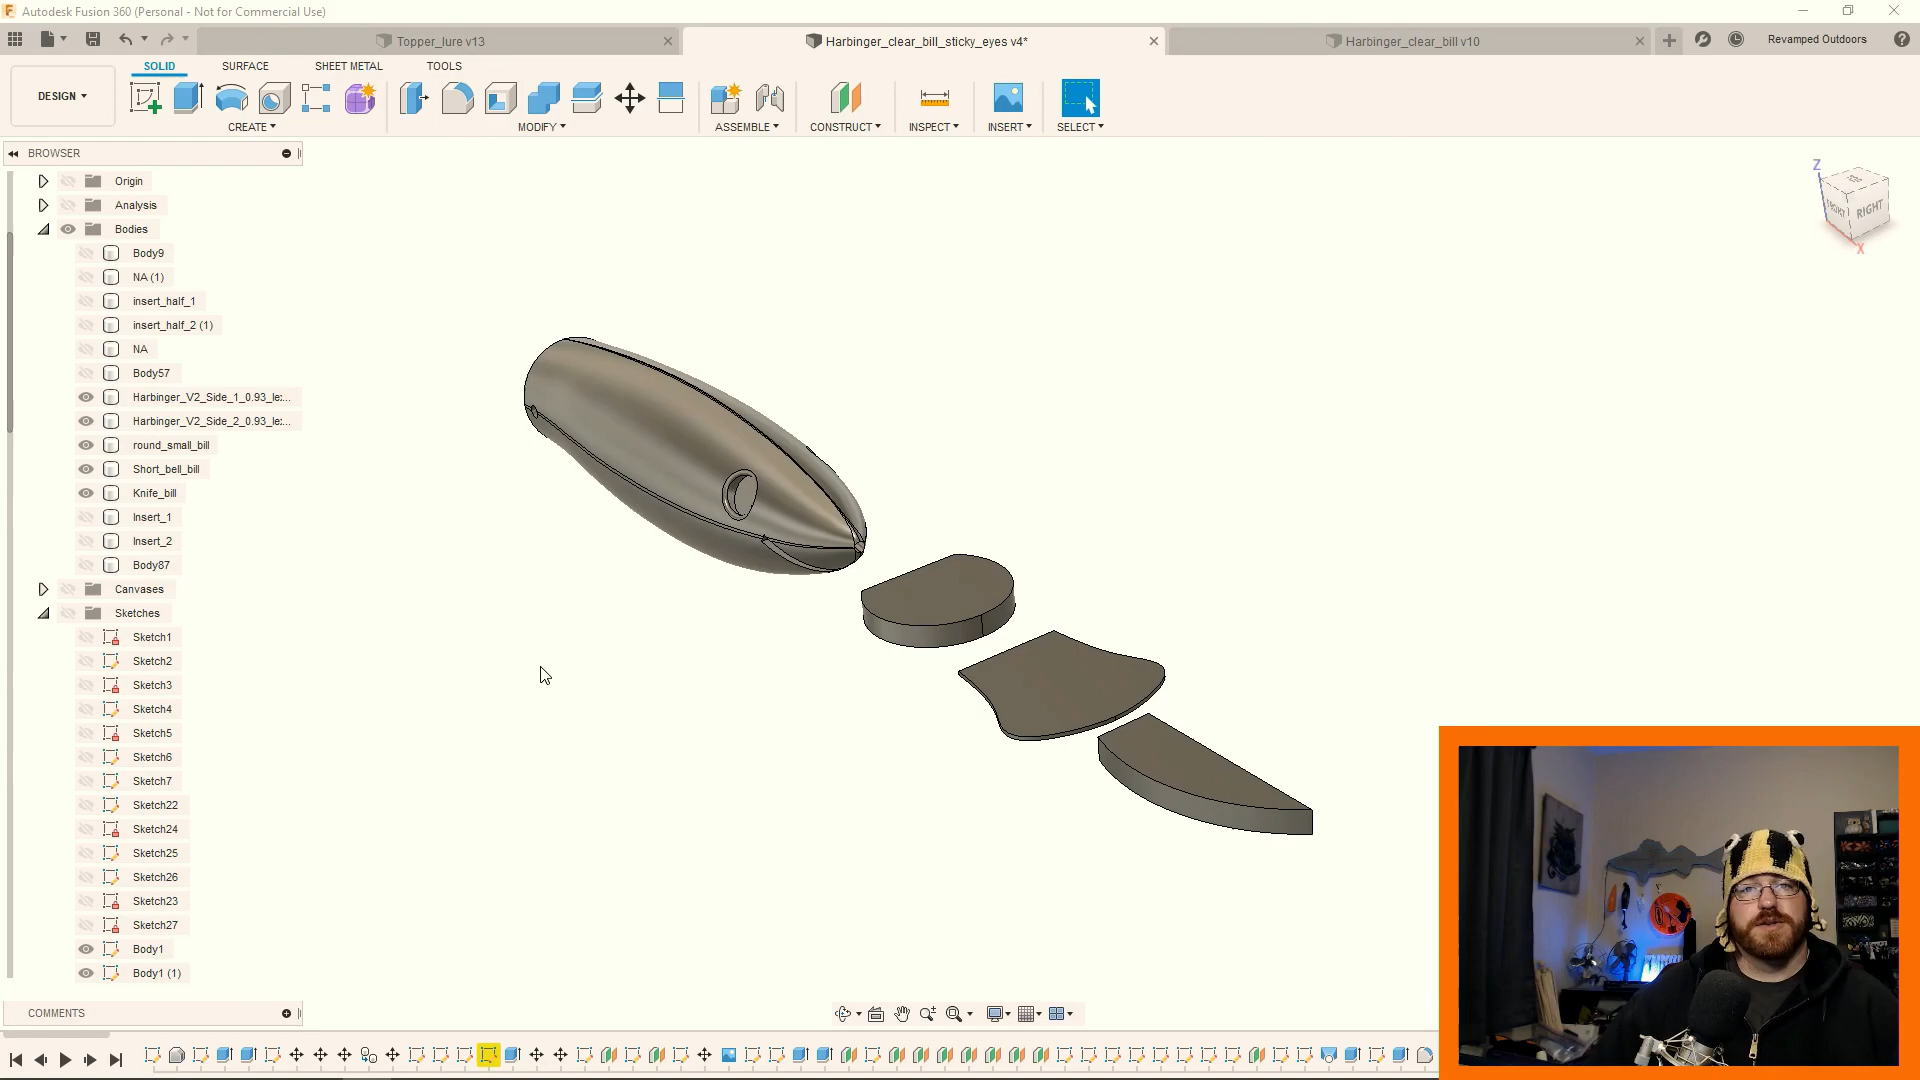 Autodesk Fusion 360 (Personal - Not for Commercial Use)
Topper_lure v13
Harbinger_clear_bill_sticky_eyes v4*
Harbinger_clear_bill v10
Revamped Outdoors
DESIGN
SOLID
SURFACE
SHEET METAL
TOOLS
CREATE
MODIFY
ASSEMBLE
CONSTRUCT
INSPECT
INSERT
SELECT
BROWSER
Origin
Analysis
Bodies
Body9
NA (1)
insert_half_1
insert_half_2 (1)
NA
Body57
Harbinger_V2_Side_1_0.93_le:...
Harbinger_V2_Side_2_0.93_le:...
round_small_bill
Short_bell_bill
Knife_bill
Insert_1
Insert_2
Body87
Canvases
Sketches
Sketch1
Sketch2
Sketch3
Sketch4
Sketch5
Sketch6
Sketch7
Sketch22
Sketch24
Sketch25
Sketch26
Sketch23
Sketch27
Body1
Body1 (1)
COMMENTS
Z
TOP
FRONT
RIGHT
X